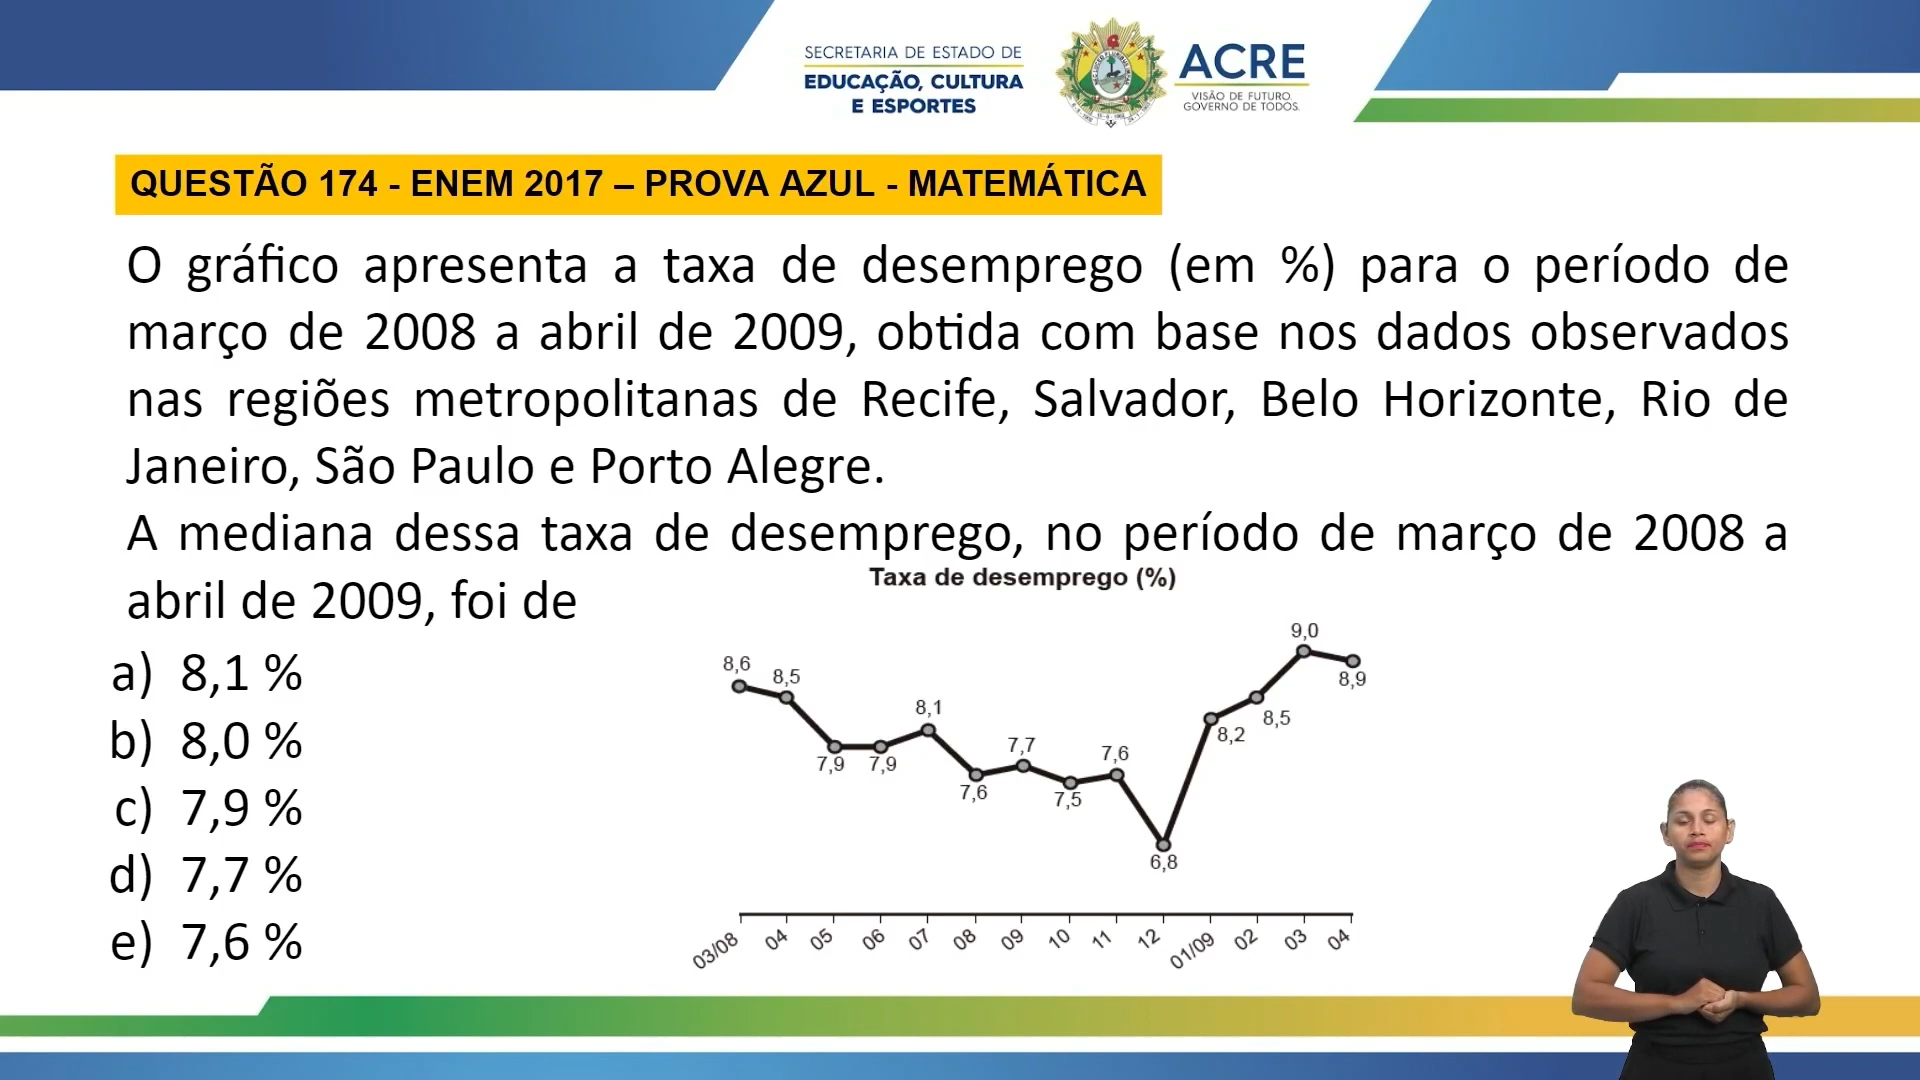 SECRETARIA DE ESTADO DE
EDUCAÇÃO, CULTURA
E ESPORTES
ACRE
VISÃO DE FUTURO.
GOVERNO DE TODOS.
QUESTÃO 174 - ENEM 2017 – PROVA AZUL - MATEMÁTICA
O gráfico apresenta a taxa de desemprego (em %) para o período de
março de 2008 a abril de 2009, obtida com base nos dados observados
nas regiões metropolitanas de Recife, Salvador, Belo Horizonte, Rio de
Janeiro, São Paulo e Porto Alegre.
A mediana dessa taxa de desemprego, no período de março de 2008 a
abril de 2009, foi de
a) 8,1 %
b) 8,0 %
c) 7,9 %
d) 7,7 %
e) 7,6 %
Taxa de desemprego (%)
8,6
8,5
7,9
7,9
8,1
7,6
7,7
7,5
7,6
6,8
8,2
8,5
9,0
8,9
03/08 04 05 06 07 08 09 10 11 12 01/09 02 03 04